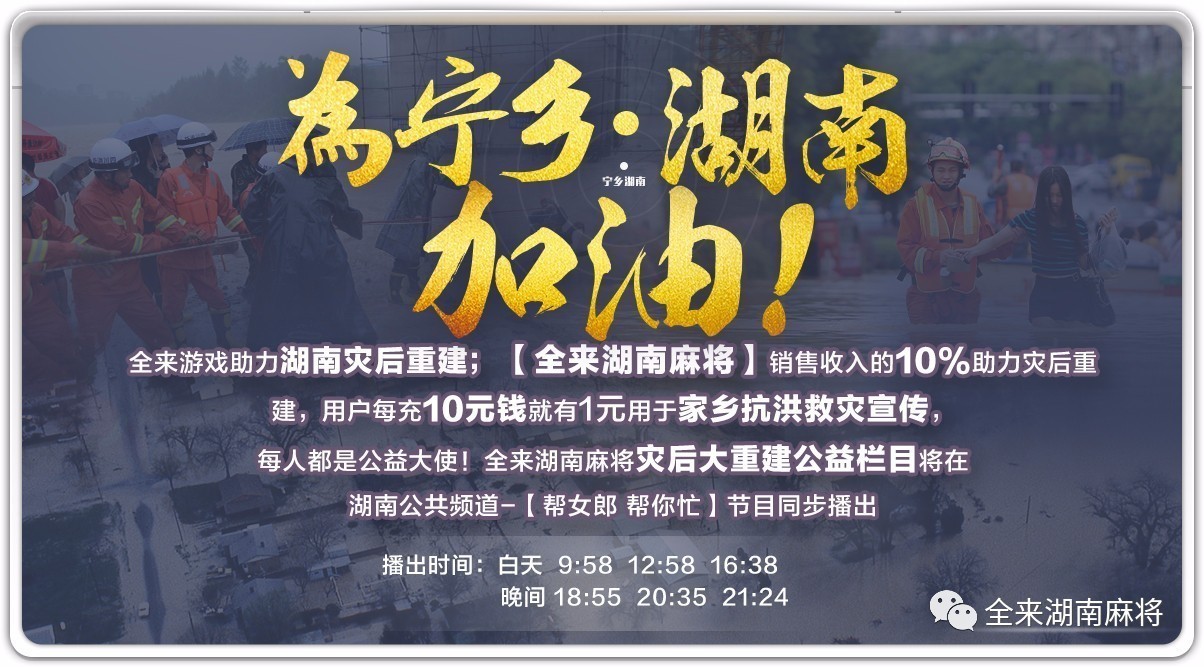 為宁乡·湖南
宁乡湖南
加油！
全来游戏助力湖南灾后重建；【全来湖南麻将】销售收入的10%助力灾后重
建，用户每充10元钱就有1元用于家乡抗洪救灾宣传，
每人都是公益大使！全来湖南麻将灾后大重建公益栏目将在
湖南公共频道-【帮女郎 帮你忙】节目同步播出
播出时间：白天 9:58 12:58 16:38
晚间 18:55 20:35 21:24
全来湖南麻将